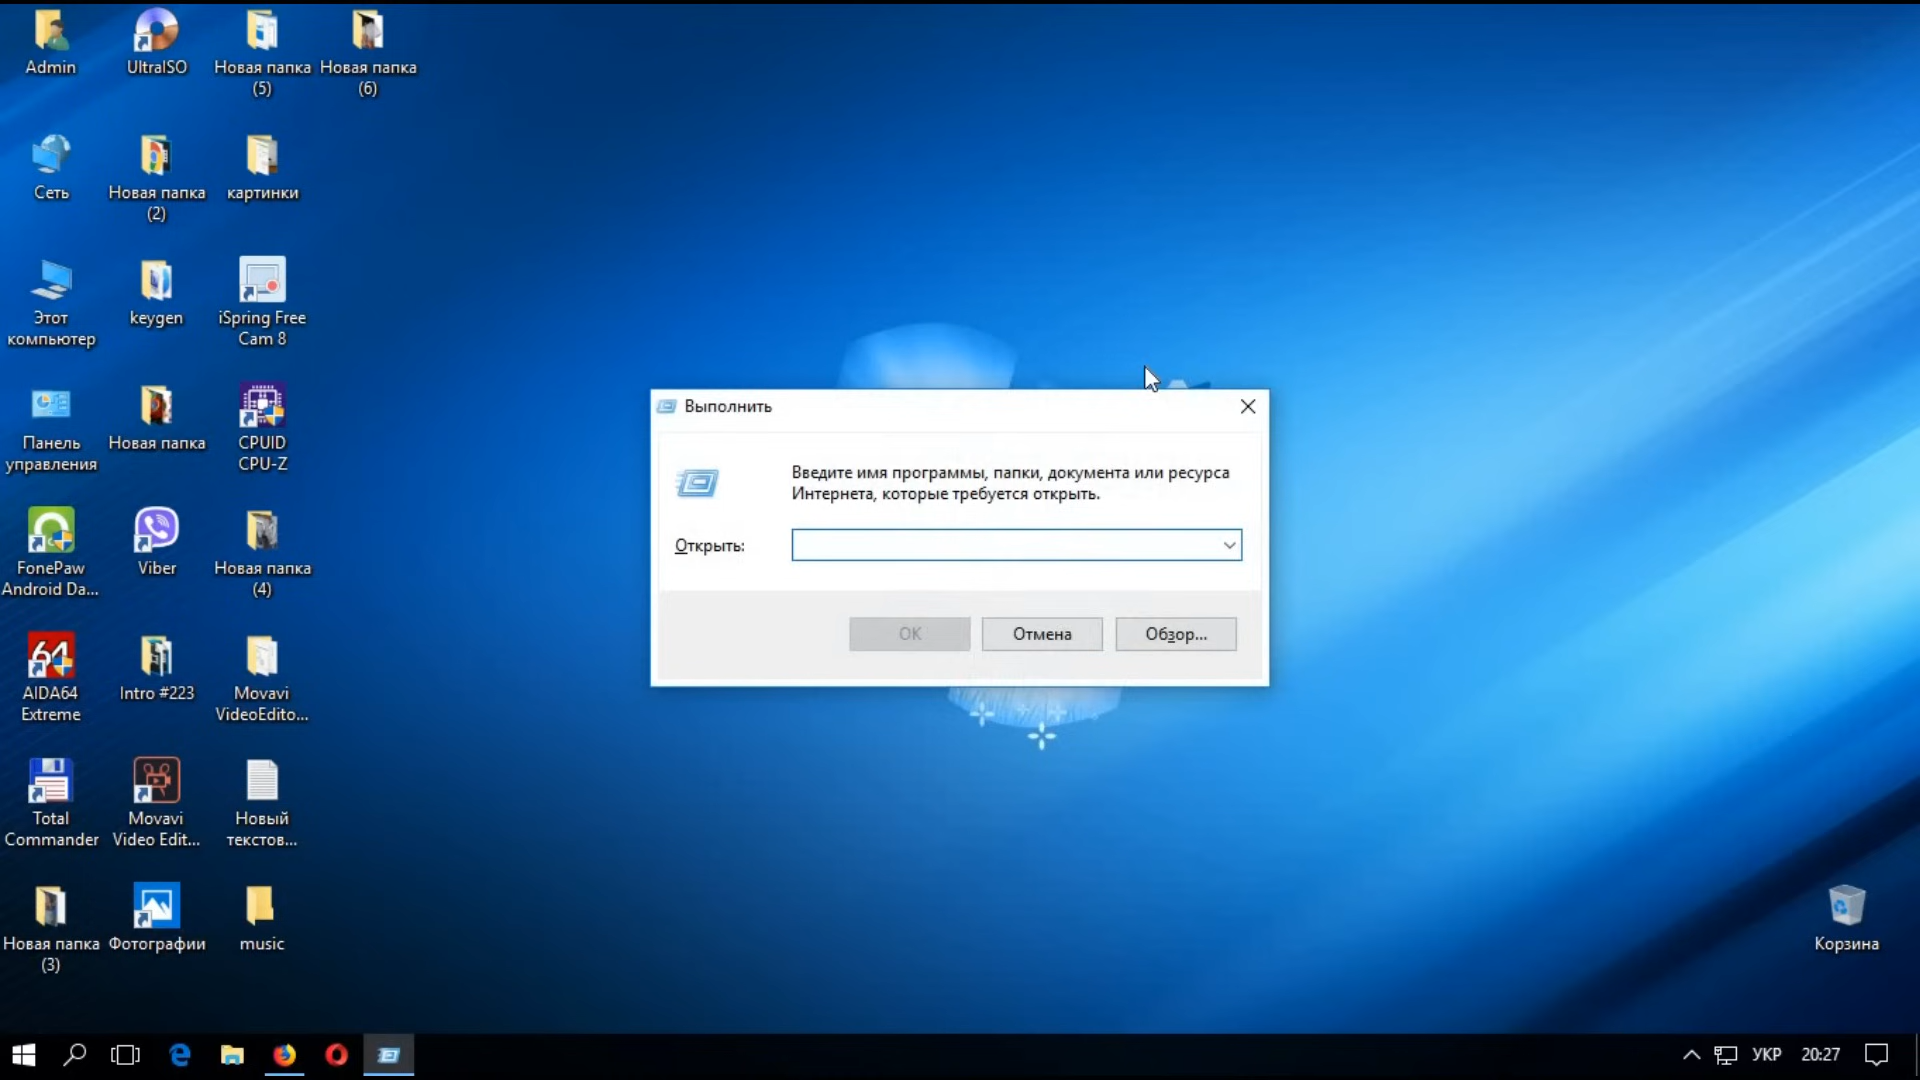 Admin
UltraISO
Новая папка
(5)
Новая папка
(6)
Сеть
Новая папка
(2)
картинки
Этот
компьютер
keygen
iSpring Free
Cam 8
Панель
управления
Новая папка
CPUID
CPU-Z
FonePaw
Android Da...
Viber
Новая папка
(4)
64
AIDA64
Extreme
Intro #223
Movavi
VideoEdito...
Total
Commander
Movavi
Video Edit...
Новый
текстов...
Новая папка
(3)
Фотографии
music
Корзина
Выполнить
Введите имя программы, папки, документа или ресурса
Интернета, которые требуется открыть.
Открыть:
ОК
Отмена
Обзор...
УКР
20:27